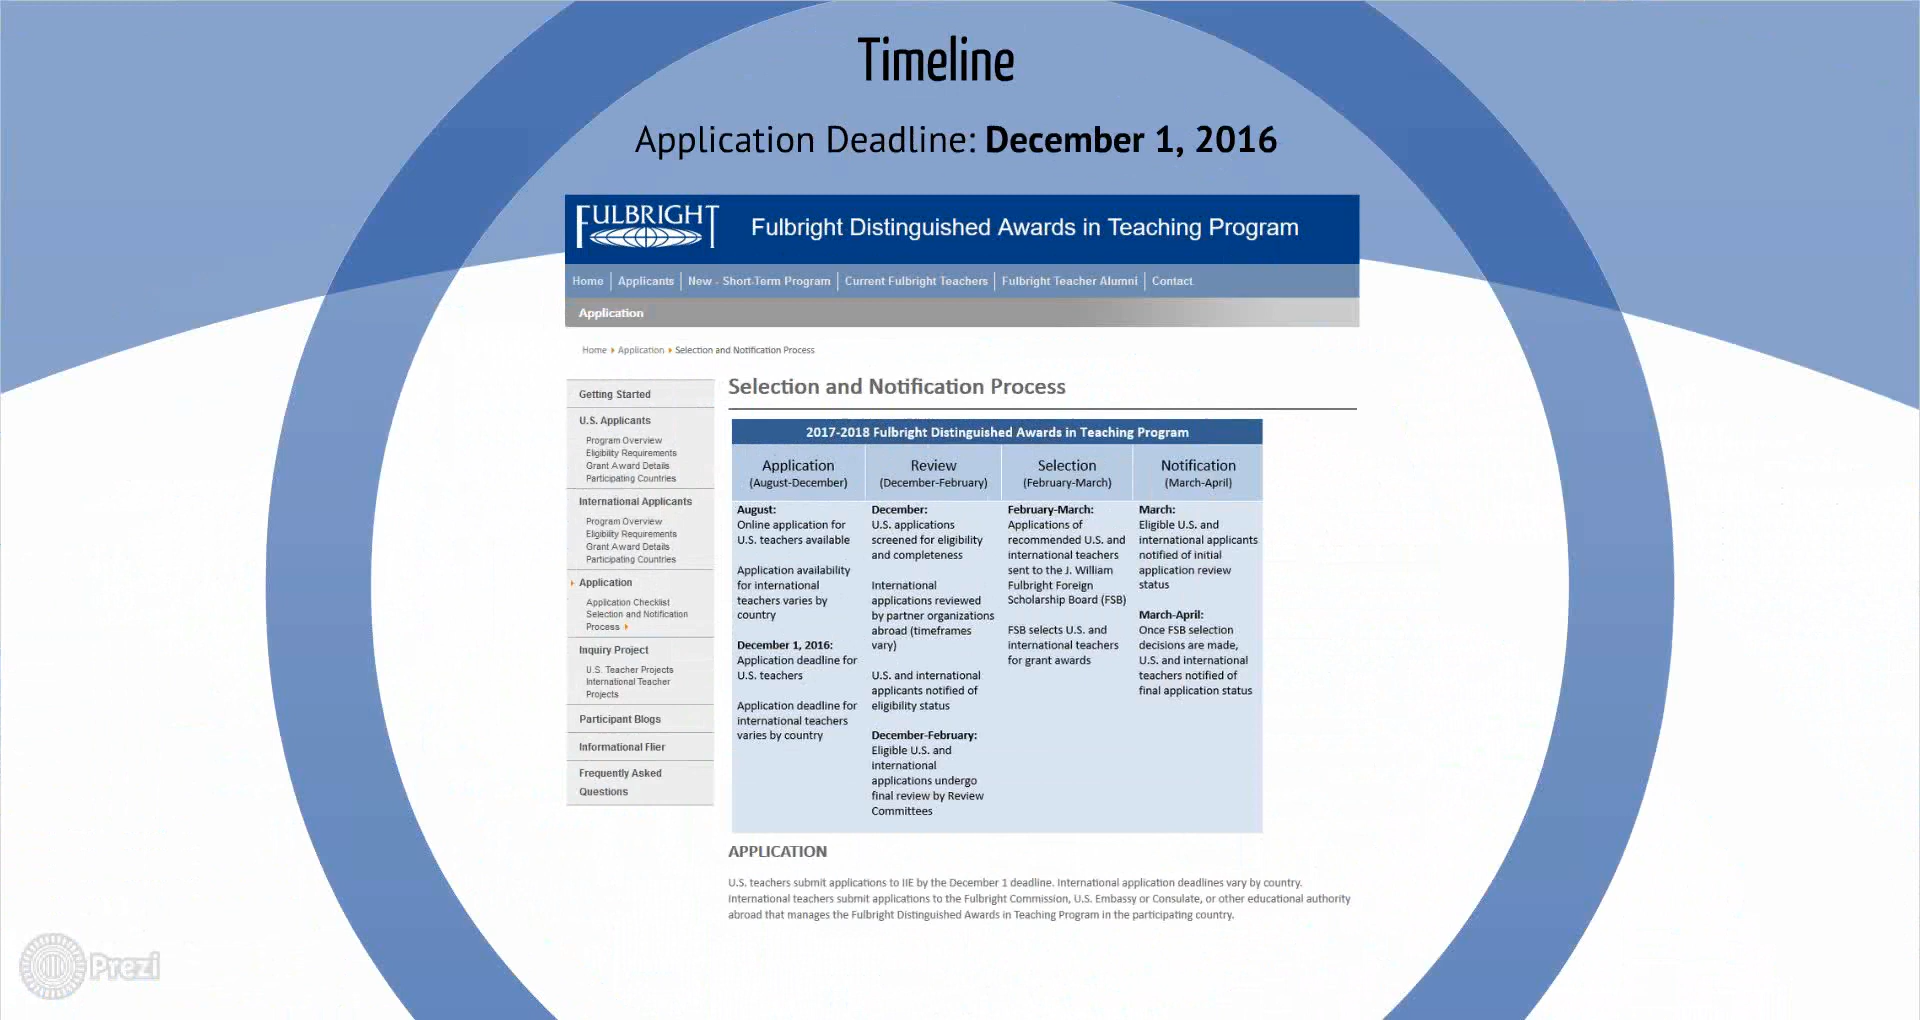 Timeline
Application Deadline: December 1, 2016
FULBRIGHT
Fulbright Distinguished Awards in Teaching Program
Home | Applicants | New - Short-Term Program | Current Fulbright Teachers | Fulbright Teacher Alumni | Contact
Application
Home Application Selection and Notification Process
Getting Started
U.S. Applicants
Program Overview
Eligibility Requirements
Grant Award Details
Participating Countries
International Applicants
Program Overview
Eligibility Requirements
Grant Award Details
Participating Countries
Application
Application Checklist
Selection and Notification
Process
Inquiry Project
U.S. Teacher Projects
International Teacher
Projects
Participant Blogs
Informational Flier
Frequently Asked
Questions
Selection and Notification Process
2017-2018 Fulbright Distinguished Awards in Teaching Program
Application
(August-December)
August:
Online application for
U.S. teachers available
Application availability
for international
teachers varies by
country
December 1, 2016:
Application deadline for
U.S. teachers
Application deadline for
international teachers
varies by country
Review
(December-February)
December:
U.S. applications
screened for eligibility
and completeness
International
applications reviewed
by partner organizations
abroad (timeframes
vary)
U.S. and international
applicants notified of
eligibility status
December-February:
Eligible U.S. and
international
applications undergo
final review by Review
Committees
Selection
(February-March)
February-March:
Applications of
recommended U.S. and
international teachers
sent to the J. William
Fulbright Foreign
Scholarship Board (FSB)
FSB selects U.S. and
international teachers
for grant awards
Notification
(March-April)
March:
Eligible U.S. and
international applicants
notified of initial
application review
status
March-April:
Once FSB selection
decisions are made,
U.S. and international
teachers notified of
final application status
APPLICATION
U.S. teachers submit applications to IIE by the December 1 deadline. International application deadlines vary by country.
International teachers submit applications to the Fulbright Commission, U.S. Embassy or Consulate, or other educational authority
abroad that manages the Fulbright Distinguished Awards in Teaching Program in the participating country.
Prezi